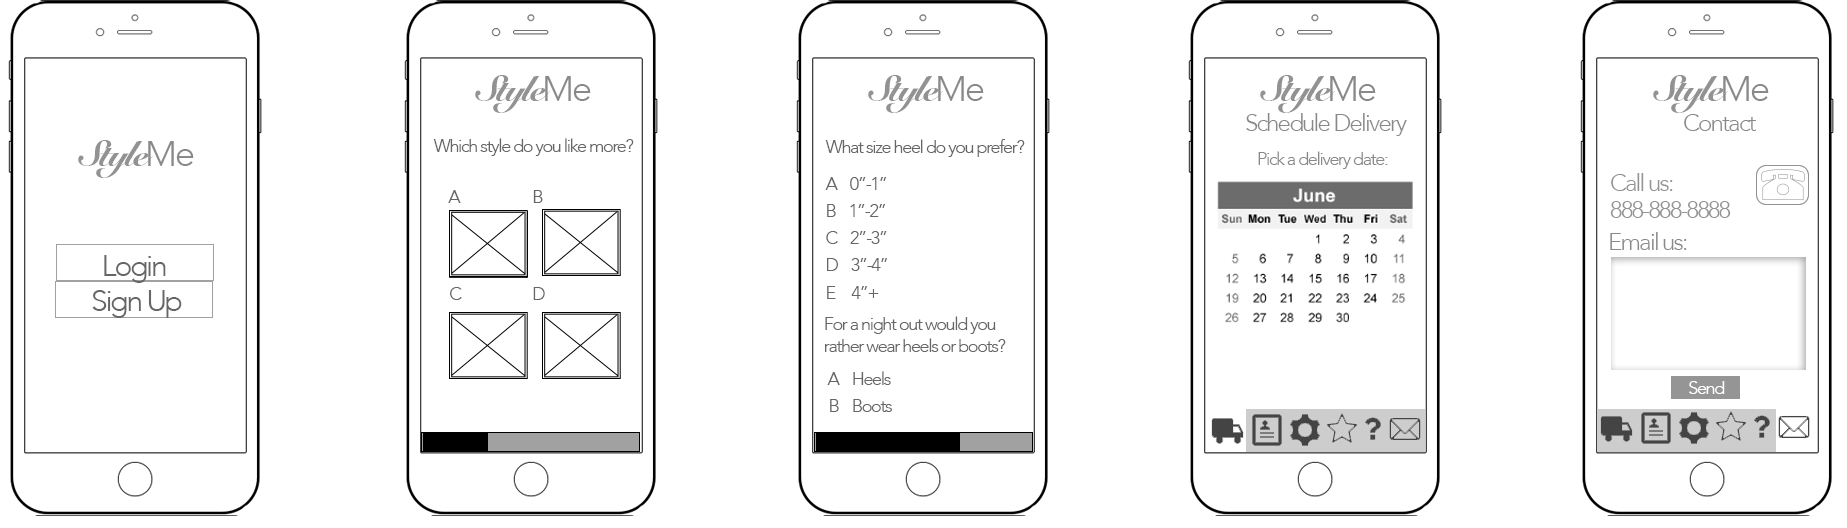 StyleMe
Login
Sign Up
StyleMe
Which style do you like more?
A B
C D
StyleMe
What size heel do you prefer?
A 0”-1”
B 1”-2”
C 2”-3”
D 3”-4”
E 4”+
For a night out would you
rather wear heels or boots?
A Heels
B Boots
StyleMe
Schedule Delivery
Pick a delivery date:
June
Sun Mon Tue Wed Thu Fri Sat
1 2 3 4
5 6 7 8 9 10 11
12 13 14 15 16 17 18
19 20 21 22 23 24 25
26 27 28 29 30
?
StyleMe
Contact
Call us:
888-888-8888
Email us:
Send
?